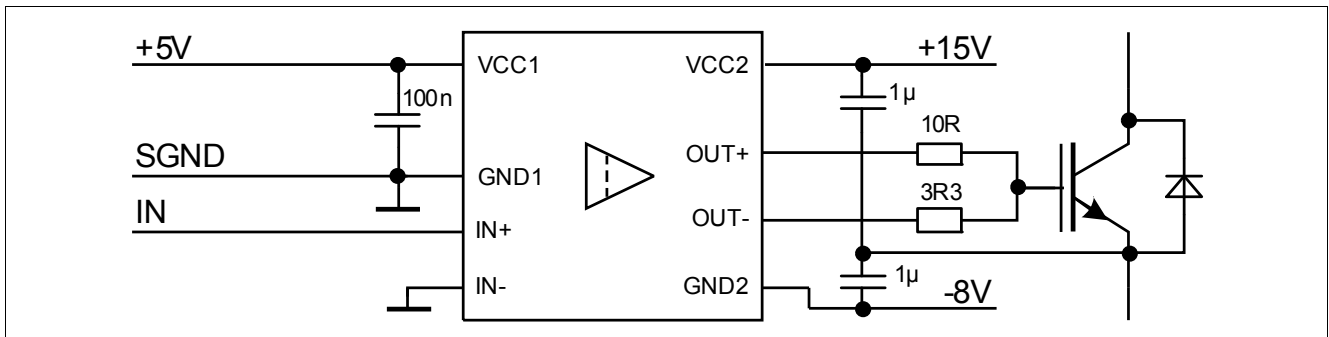 +5V
VCC1
VCC2
+15V
100n
1µ
10R
SGND
GND1
OUT+
IN
IN+
OUT-
3R3
IN-
GND2
1µ
-8V